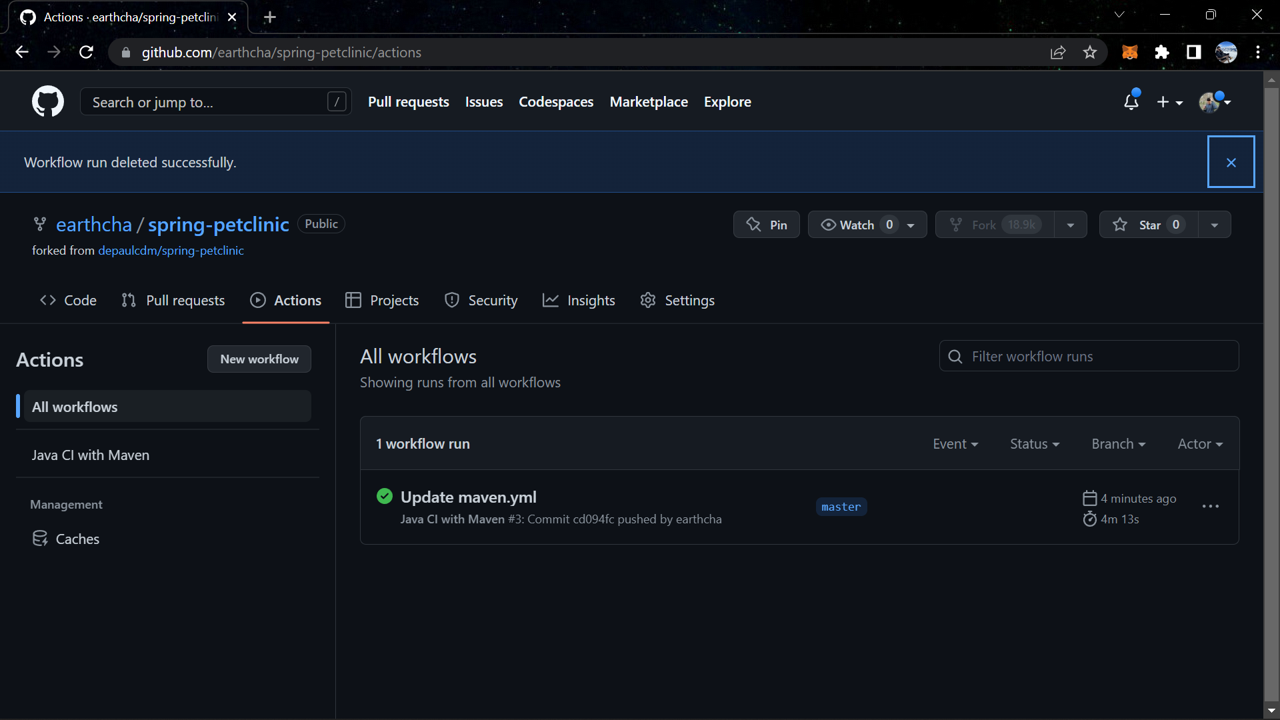 Actions · earthcha/spring-petclini
github.com/earthcha/spring-petclinic/actions
Search or jump to... /
Pull requests Issues Codespaces Marketplace Explore
Workflow run deleted successfully.
earthcha / spring-petclinic Public
Pin Watch 0 Fork 18.9k Star 0
forked from depaulcdm/spring-petclinic
Code Pull requests Actions Projects Security Insights Settings
Actions
New workflow
All workflows
Java CI with Maven
Management
Caches
All workflows
Showing runs from all workflows
Filter workflow runs
1 workflow run Event Status Branch Actor
Update maven.yml
Java CI with Maven #3: Commit cd094fc pushed by earthcha
master
4 minutes ago
4m 13s